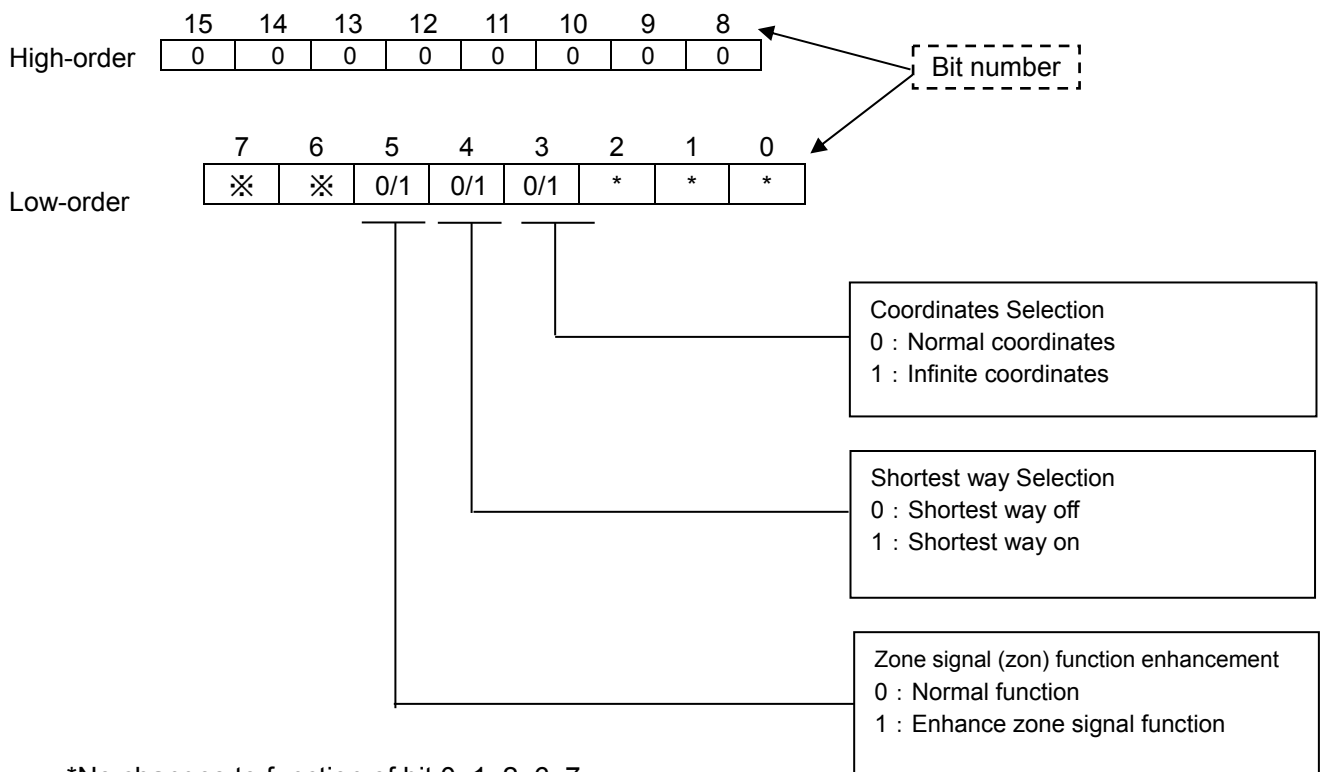 15 14 13 12 11 10 9 8
High-order 0 0 0 0 0 0 0 0
Bit number
7 6 5 4 3 2 1 0
Low-order ※ ※ 0/1 0/1 0/1 * * *
Coordinates Selection
0：Normal coordinates
1：Infinite coordinates
Shortest way Selection
0：Shortest way off
1：Shortest way on
Zone signal (zon) function enhancement
0：Normal function
1：Enhance zone signal function